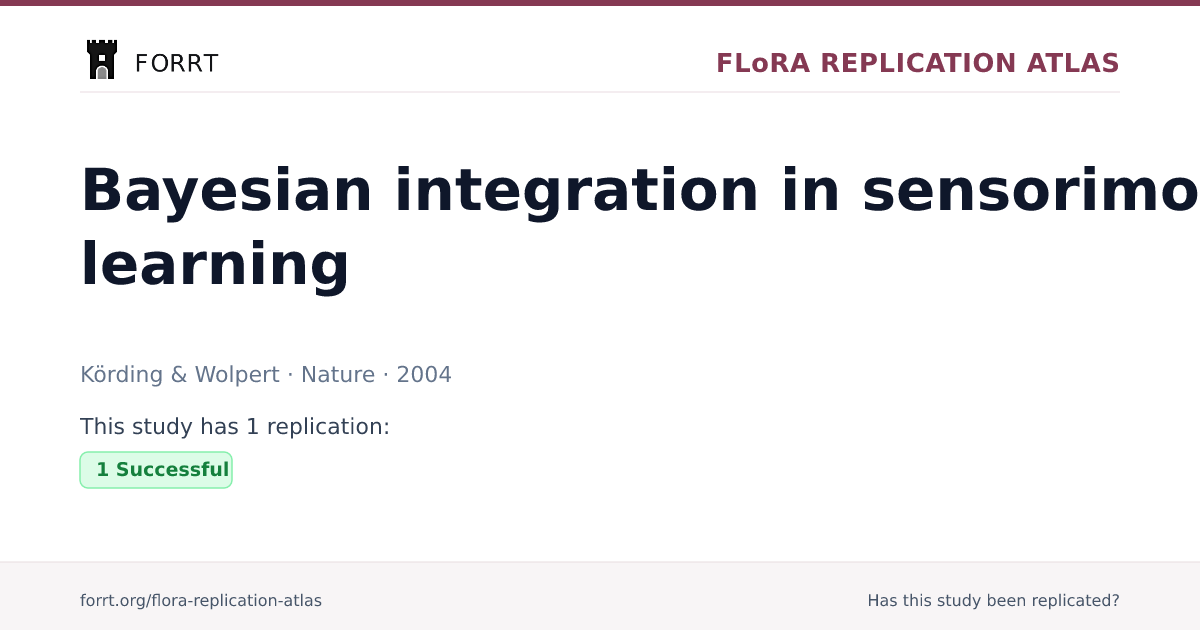 FORRT
FLoRA REPLICATION ATLAS
Bayesian integration in sensorimo
learning
Körding & Wolpert · Nature · 2004
This study has 1 replication:
1 Successful
forrt.org/flora-replication-atlas
Has this study been replicated?